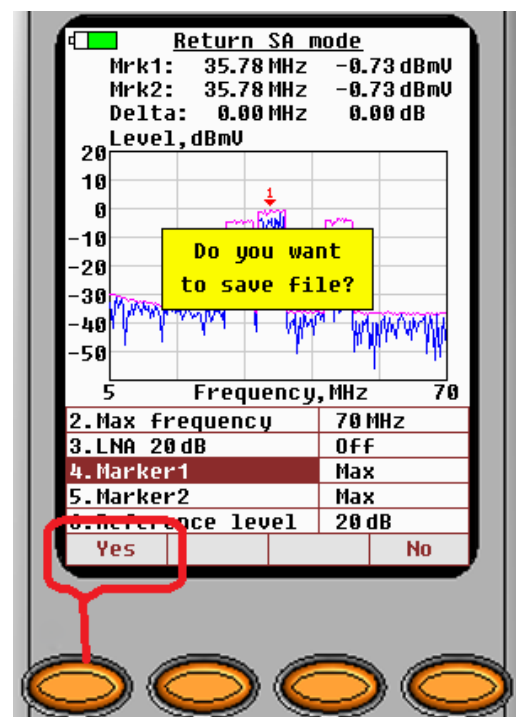 Return SA mode
Mrk1: 35.78 MHz -0.73 dBmV
Mrk2: 35.78 MHz -0.73 dBmV
Delta: 0.00 MHz 0.00 dB
Level, dBmV
20
10
1
0
-10
Do you want
-20
to save file?
-30
-40
-50
5 Frequency, MHz 70
2.Max frequency 70 MHz
3.LNA 20 dB Off
4.Marker1 Max
5.Marker2 Max
6.Reference level 20 dB
Yes No